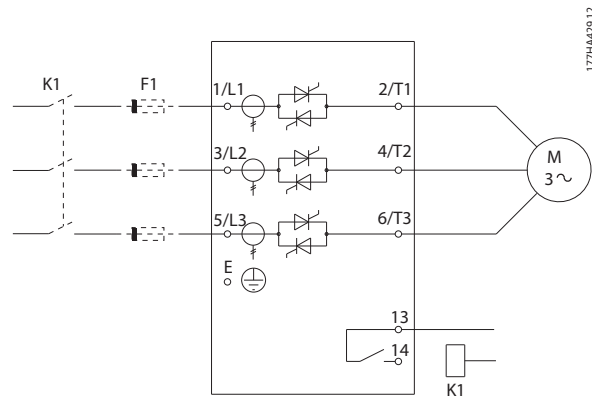 177HA429.12
K1
F1
1/L1
2/T1
3/L2
4/T2
M
3~
5/L3
6/T3
E
13
14
K1